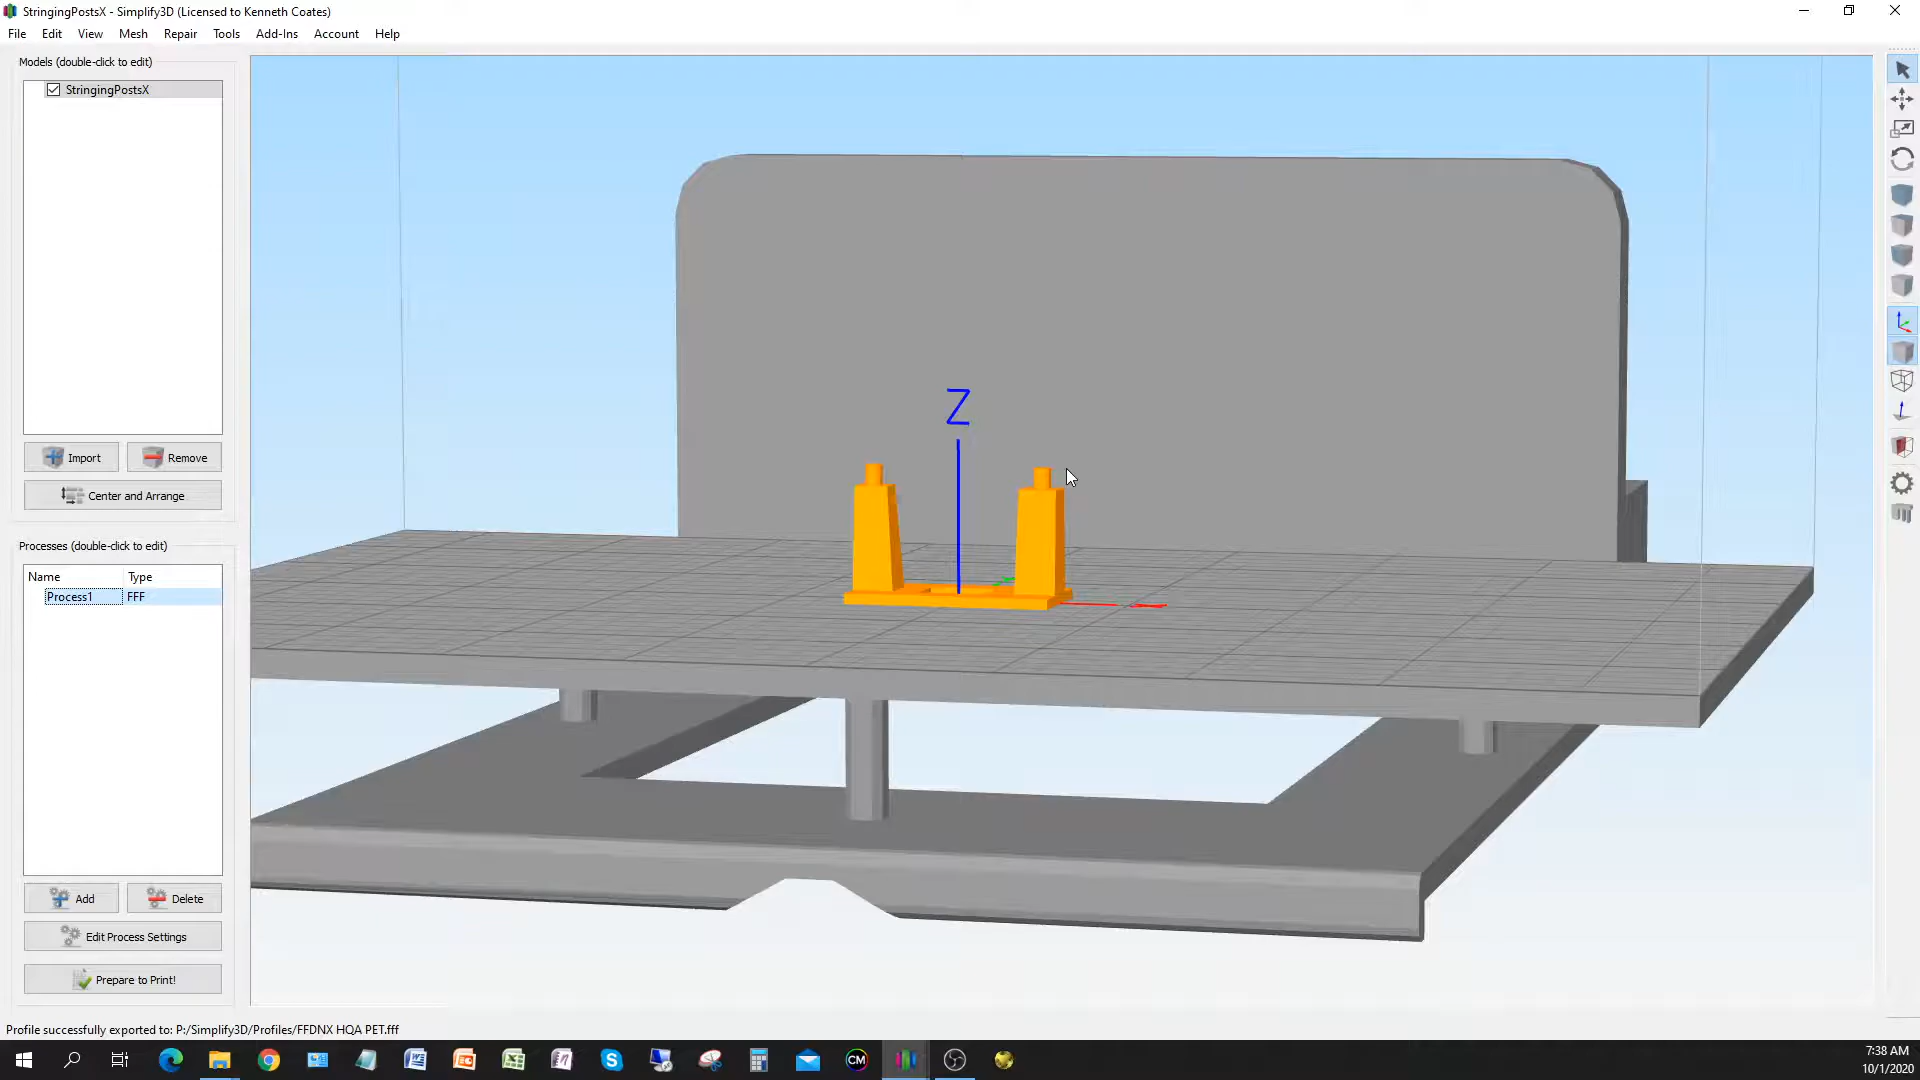 StringingPostsX - Simplify3D (Licensed to Kenneth Coates)
File Edit View Mesh Repair Tools Add-Ins Account Help
Models (double-click to edit)
StringingPostsX
Import Remove
Center and Arrange
Processes (double-click to edit)
Name Type
Process1 FFF
Add Delete
Edit Process Settings
Prepare to Print!
Z
Profile successfully exported to: P:/Simplify3D/Profiles/FFDNX HQA PET.fff
CM
7:38 AM
10/1/2020